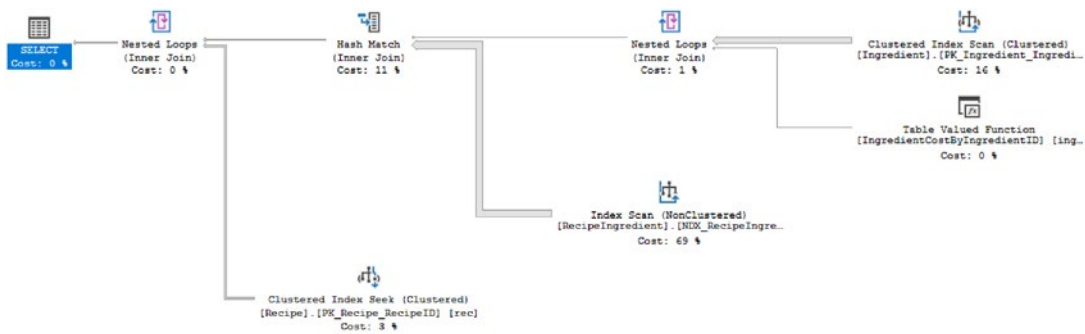 SELECT
Cost: 0 %
Nested Loops
(Inner Join)
Cost: 0 %
Hash Match
(Inner Join)
Cost: 11 %
Nested Loops
(Inner Join)
Cost: 1 %
Clustered Index Scan (Clustered)
[Ingredient].[PK_Ingredient_Ingredi…
Cost: 16 %
Table Valued Function
[IngredientCostByIngredientID] [ing…
Cost: 0 %
Index Scan (NonClustered)
[RecipeIngredient].[NDX_RecipeIngre…
Cost: 69 %
Clustered Index Seek (Clustered)
[Recipe].[PK_Recipe_RecipeID] [rec]
Cost: 3 %